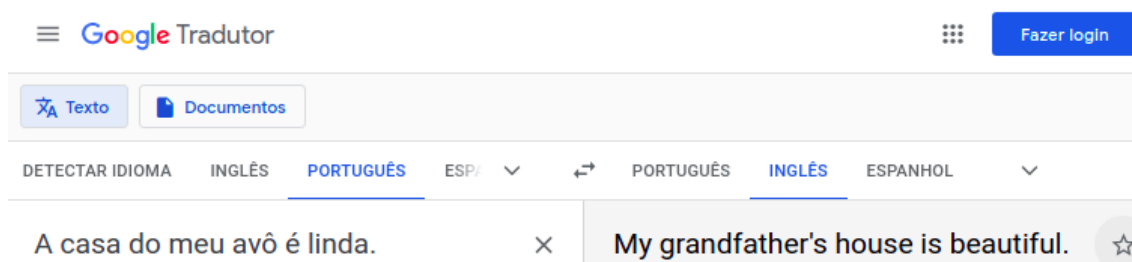 Google Tradutor Fazer login
Texto Documentos
DETECTAR IDIOMA INGLÊS PORTUGUÊS ESP PORTUGUÊS INGLÊS ESPANHOL
A casa do meu avô é linda. My grandfather's house is beautiful.